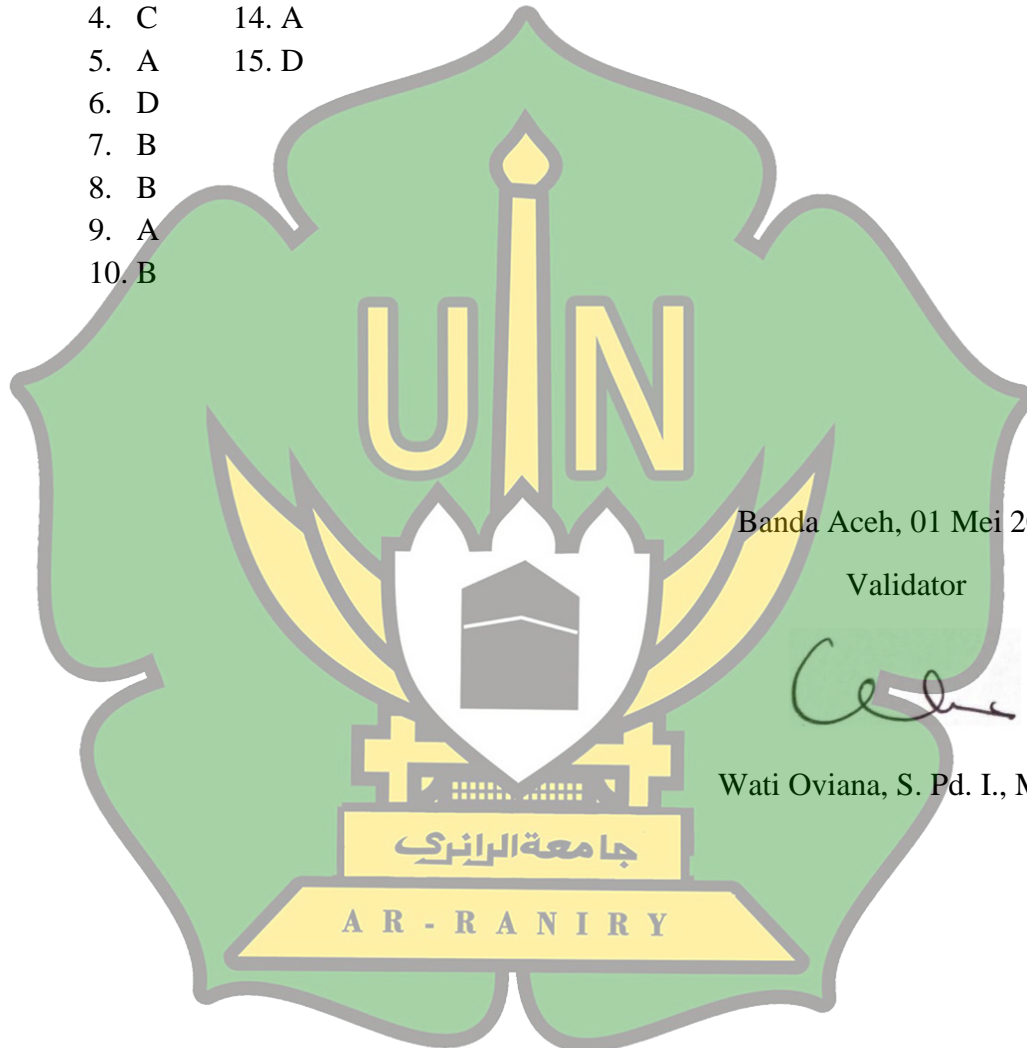 4. C 14. A
5. A 15. D
6. D
7. B
8. B
9. A
10. B
UIN
Banda Aceh, 01 Mei
Validator
Wati Oviana, S. Pd. I.,
جامعة الرانري
AR-RANIRY